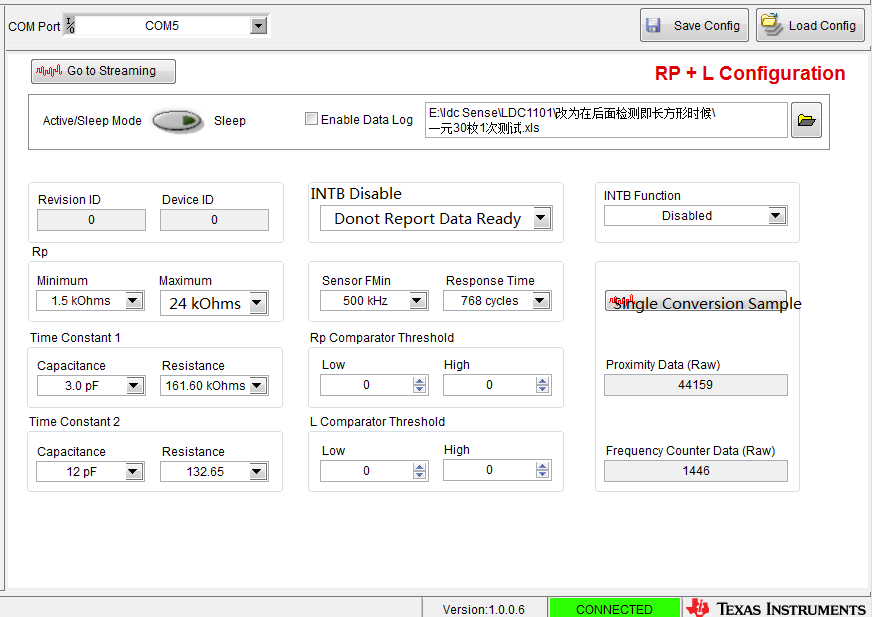 COM Port
I/O
COM5
Save Config
Load Config
Go to Streaming
RP + L Configuration
Active/Sleep Mode
Sleep
Enable Data Log
E:\ldc Sense\LDC1101\改为在后面检测即长方形时候\
一元30枚1次测试.xls
Revision ID
Device ID
0
0
INTB Disable
Donot Report Data Ready
INTB Function
Disabled
Rp
Minimum
Maximum
1.5 kOhms
24 kOhms
Sensor FMin
Response Time
500 kHz
768 cycles
Single Conversion Sample
Time Constant 1
Capacitance
Resistance
3.0 pF
161.60 kOhms
Rp Comparator Threshold
Low
High
0
0
Proximity Data (Raw)
44159
Time Constant 2
Capacitance
Resistance
12 pF
132.65
L Comparator Threshold
Low
High
0
0
Frequency Counter Data (Raw)
1446
Version:1.0.0.6
CONNECTED
TEXAS INSTRUMENTS